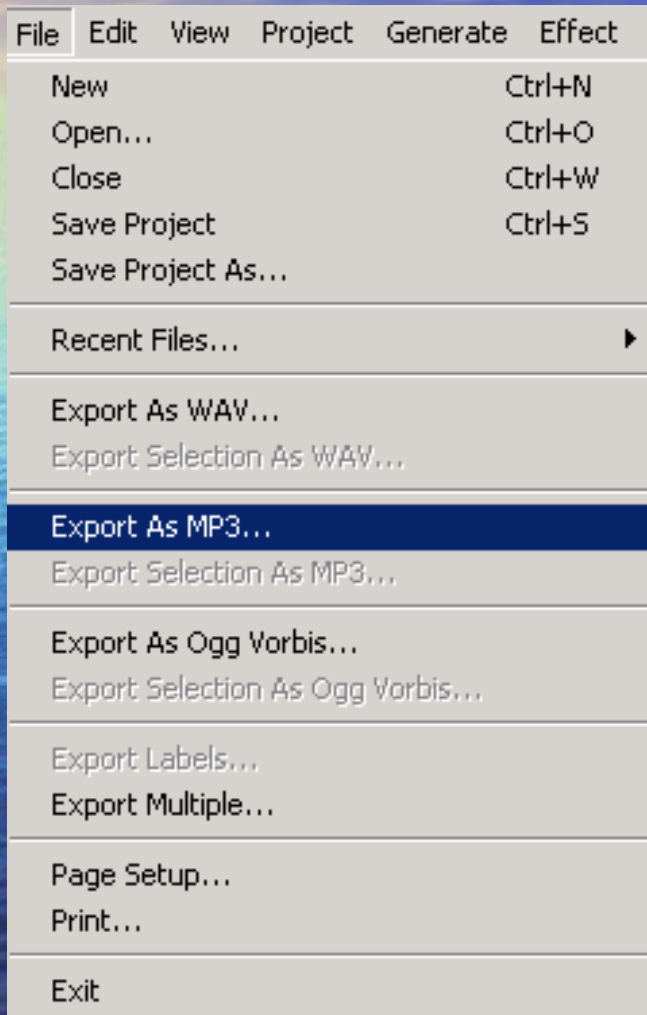 File Edit View Project Generate Effect
New Ctrl+N
Open... Ctrl+O
Close Ctrl+W
Save Project Ctrl+S
Save Project As...
Recent Files...
Export As WAV...
Export Selection As WAV...
Export As MP3...
Export Selection As MP3...
Export As Ogg Vorbis...
Export Selection As Ogg Vorbis...
Export Labels...
Export Multiple...
Page Setup...
Print...
Exit